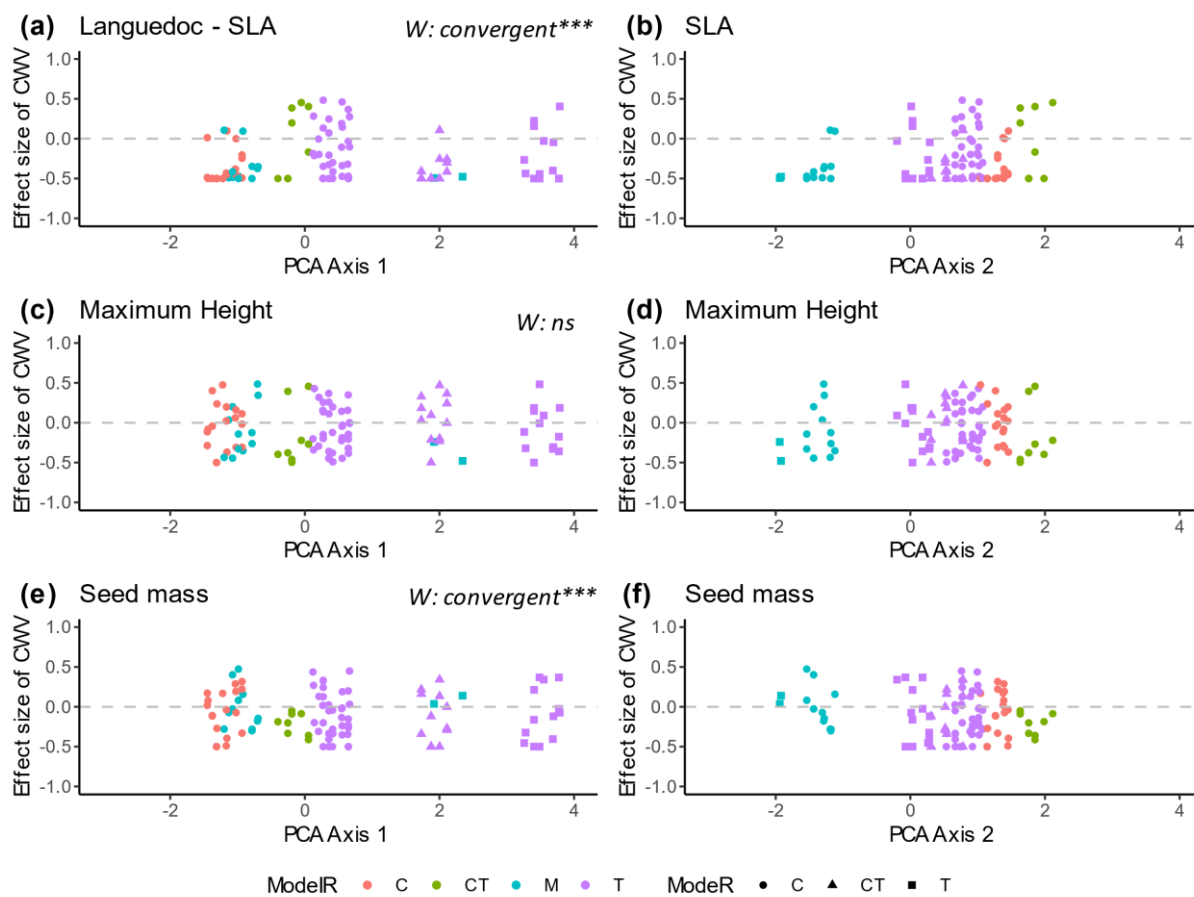 (a) Languedoc - SLA W: convergent*** (b) SLA
1.0 1.0
0.5 0.5
0.0 0.0
-0.5 -0.5
-1.0 -1.0
Effect size of CWV Effect size of CWV
-2 0 2 4 -2 0 2 4
PCA Axis 1 PCA Axis 2
(c) Maximum Height W: ns (d) Maximum Height
1.0 1.0
0.5 0.5
0.0 0.0
-0.5 -0.5
-1.0 -1.0
Effect size of CWV Effect size of CWV
-2 0 2 4 -2 0 2 4
PCA Axis 1 PCA Axis 2
(e) Seed mass W: convergent*** (f) Seed mass
1.0 1.0
0.5 0.5
0.0 0.0
-0.5 -0.5
-1.0 -1.0
Effect size of CWV Effect size of CWV
-2 0 2 4 -2 0 2 4
PCA Axis 1 PCA Axis 2
ModeIR C CT M T ModeR C CT T